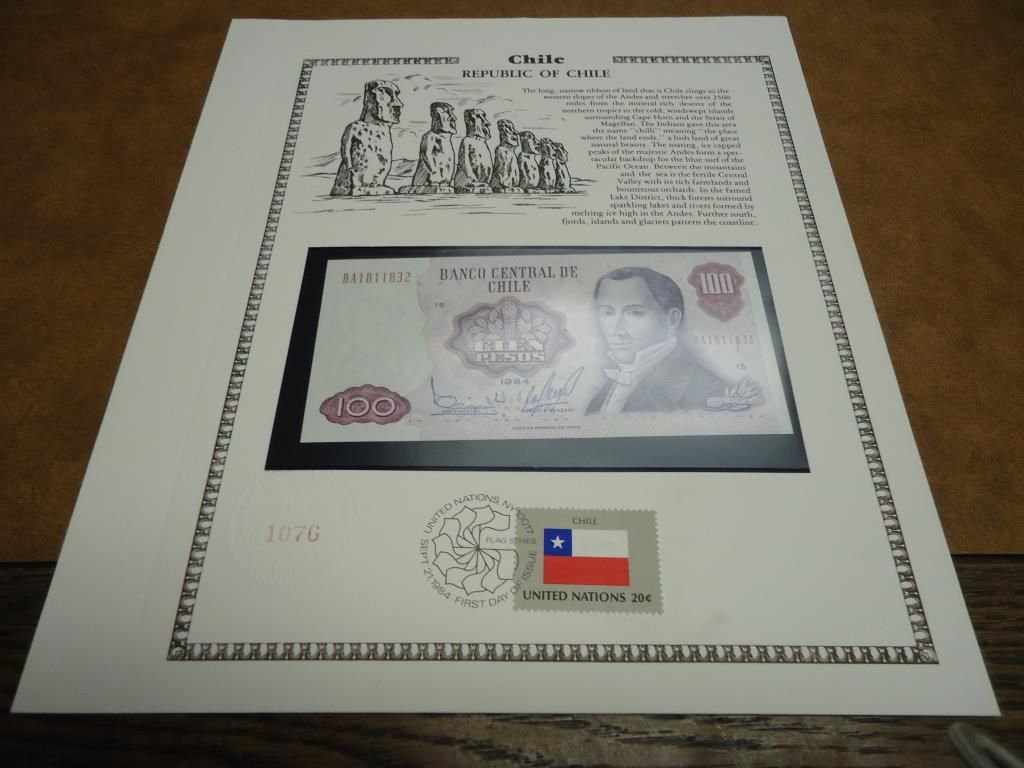 Chile
REPUBLIC OF CHILE
The long, narrow ribbon of land that is Chile clings to the
western slopes of the Andes and stretches over 2500
miles from the mineral rich deserts of the
northern tropics to the cold, windswept islands
surrounding Cape Horn and the Strait of
Magellan. The Indians gave this area
the name "chilli" meaning "the place
where the land ends," a lush land of great
natural beauty. The soaring, ice capped
peaks of the majestic Andes form a spec-
tacular backdrop for the blue surf of the
Pacific Ocean. Between the mountains
and the sea is the fertile Central
Valley with its rich farmlands and
bounteous orchards. In the famed
Lake District, thick forests surround
sparkling lakes and rivers formed by
melting ice high in the Andes. Further south,
fjords, islands and glaciers pattern the coastline.
BA1811832
BANCO CENTRAL DE
CHILE
100
15
BA1811832
CIEN
PESOS
15
1984
100
No. 1076
UNITED NATIONS, NY 10017
FLAG SERIES
SEPT. 21, 1984. FIRST DAY OF ISSUE
CHILE
UNITED NATIONS 20¢